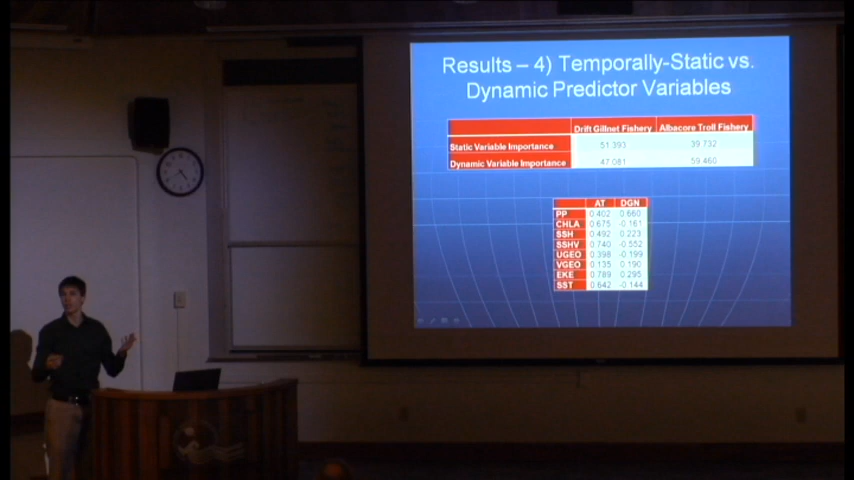 Results – 4) Temporally-Static vs.
Dynamic Predictor Variables
Drift Gillnet Fishery Albacore Troll Fishery
Static Variable Importance 51.393 39.732
Dynamic Variable Importance 47.081 59.460
AT DGN
PP 0.402 0.660
CHLA 0.675 -0.161
SSH 0.492 0.223
SSHV 0.740 -0.552
UGEO 0.398 -0.199
VGEO 0.135 0.190
EKE 0.789 0.295
SST 0.642 -0.144